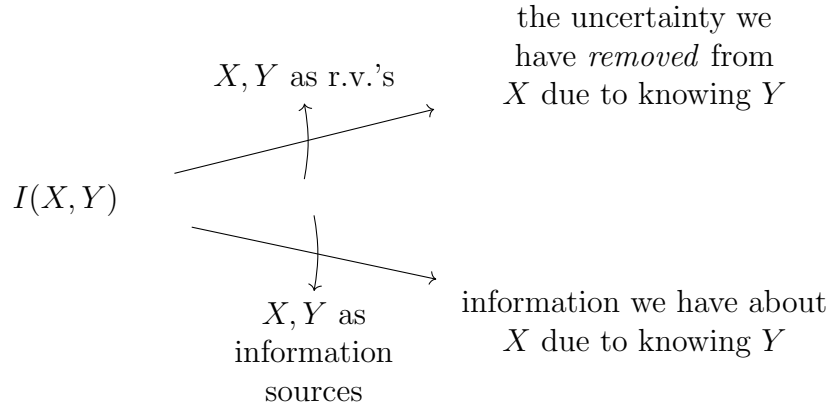 the uncertainty we
have removed from
X due to knowing Y
X, Y as r.v.'s
I(X, Y)
X, Y as
information
sources
information we have about
X due to knowing Y